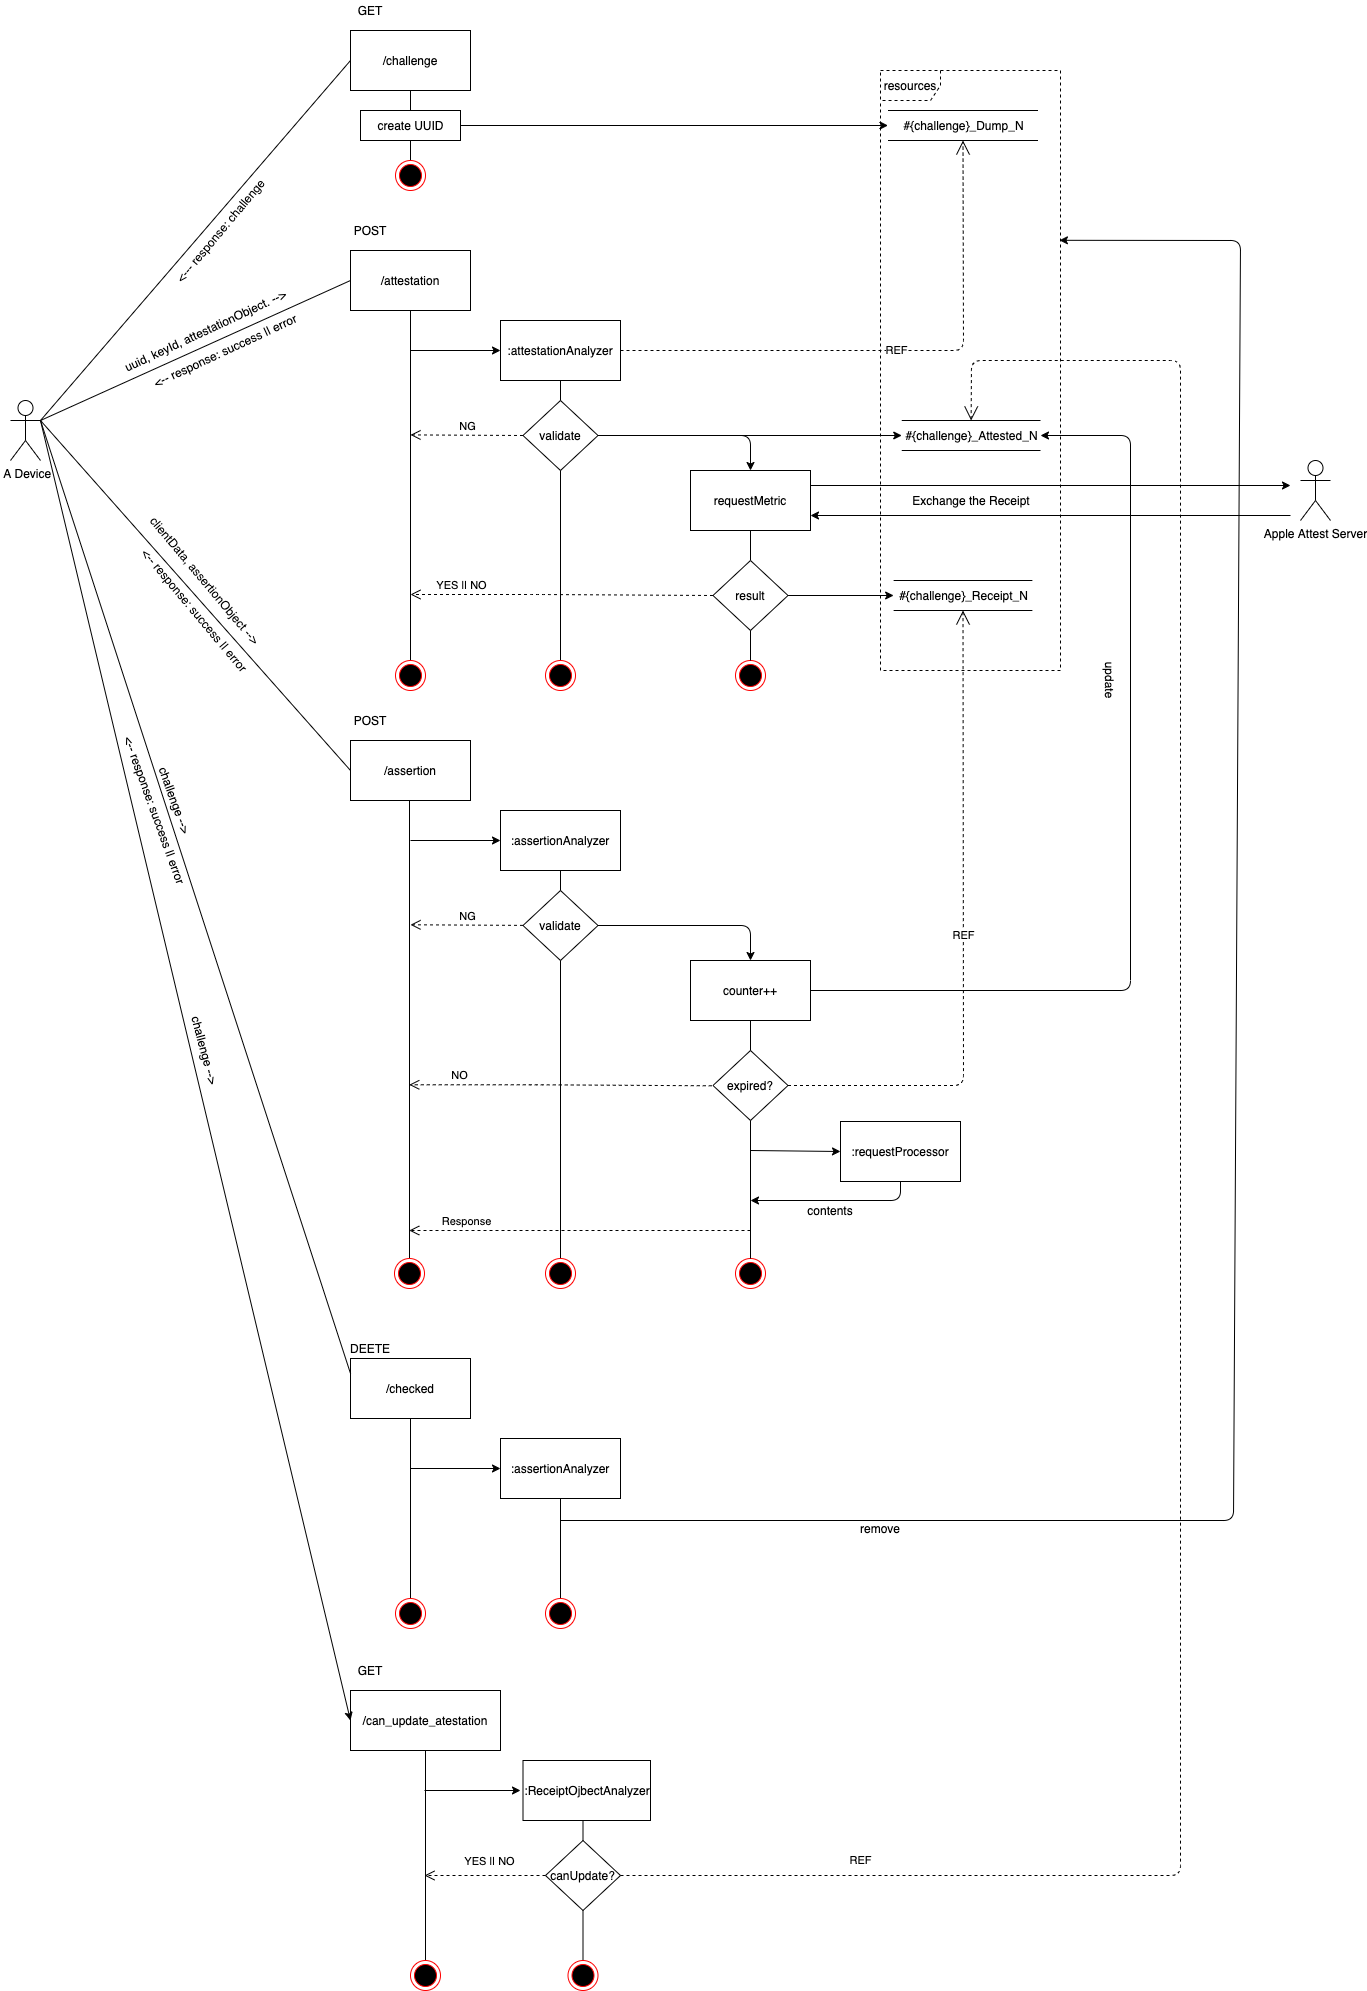 GET
/challenge
resources
create UUID
#{challenge}_Dump_N
<--- response: challenge
POST
/attestation
uuid, keyId, attestationObject. -->
<-- response: success || error
:attestationAnalyzer
REF
A Device
NG
validate
#{challenge}_Attested_N
requestMetric
Exchange the Receipt
Apple Attest Server
clientData, assertionObject -->
<-- response: success || error
YES || NO
result
#{challenge}_Receipt_N
update
POST
/assertion
challenge -->
<-- response: success || error
:assertionAnalyzer
NG
validate
REF
counter++
challenge -->
NO
expired?
:requestProcessor
contents
Response
DEETE
/checked
:assertionAnalyzer
remove
GET
/can_update_atestation
:ReceiptOjbectAnalyzer
YES || NO
canUpdate?
REF